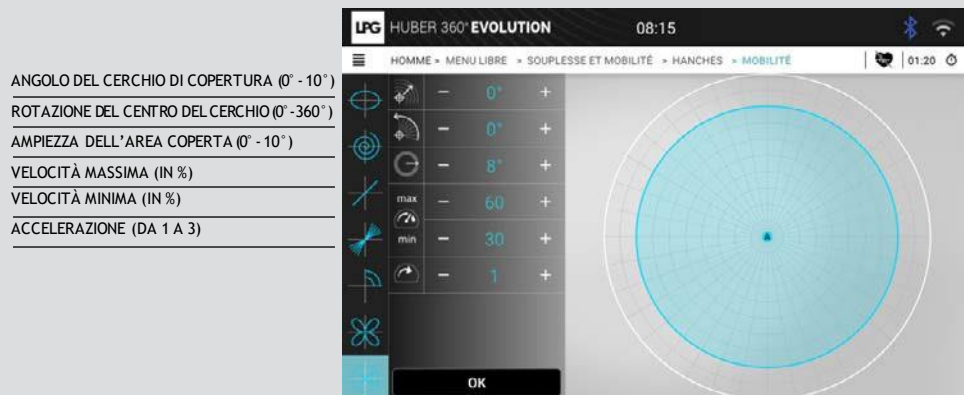 LPG HUBER 360° EVOLUTION 08:15
HOMME > MENU LIBRE > SOUPLESSE ET MOBILITÉ > HANCHES > MOBILITÉ 01:20
ANGOLO DEL CERCHIO DI COPERTURA (0° - 10°)
ROTAZIONE DEL CENTRO DEL CERCHIO (0° -360°)
AMPIEZZA DELL’AREA COPERTA (0° - 10°)
VELOCITÀ MASSIMA (IN %)
VELOCITÀ MINIMA (IN %)
ACCELERAZIONE (DA 1 A 3)
− 0° +
− 0° +
− 8° +
max − 60 +
min − 30 +
− 1 +
A
OK